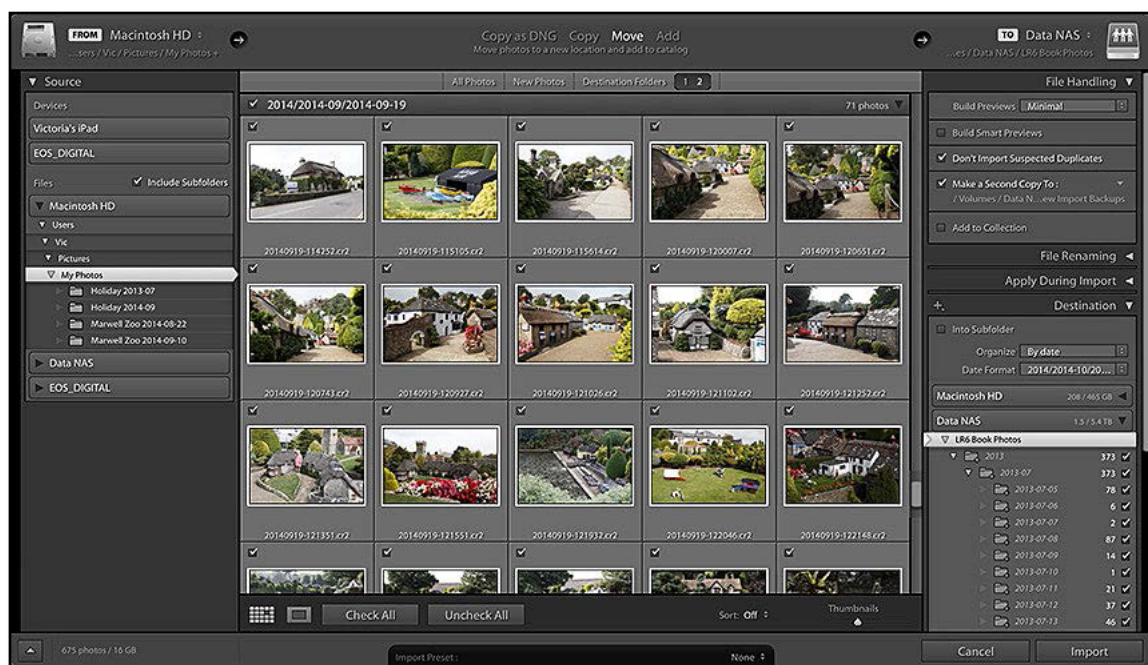 FROM Macintosh HD
...sers / Vic / Pictures / My Photos +
Copy as DNG Copy Move Add
Move photos to a new location and add to catalog
TO Data NAS
...es / Data NAS / LR6 Book Photos
Source
Devices
Victoria's iPad
EOS_DIGITAL
Files Include Subfolders
Macintosh HD
Users
Vic
Pictures
My Photos
Holiday 2013-07
Holiday 2014-09
Marwell Zoo 2014-08-22
Marwell Zoo 2014-09-10
Data NAS
EOS_DIGITAL
All Photos New Photos Destination Folders 1 2
2014/2014-09/2014-09-19 71 photos
20140919-114252.cr2 20140919-115105.cr2 20140919-115614.cr2 20140919-120007.cr2 20140919-120651.cr2
20140919-120743.cr2 20140919-120927.cr2 20140919-121026.cr2 20140919-121102.cr2 20140919-121252.cr2
20140919-121351.cr2 20140919-121551.cr2 20140919-121932.cr2 20140919-122046.cr2 20140919-122148.cr2
Check All Uncheck All Sort: Off Thumbnails
File Handling
Build Previews Minimal
Build Smart Previews
Don't Import Suspected Duplicates
Make a Second Copy To :
/ Volumes / Data N...ew Import Backups
Add to Collection
File Renaming
Apply During Import
Destination
Into Subfolder
Organize By date
Date Format 2014/2014-10/20...
Macintosh HD 208 / 465 GB
Data NAS 1.5 / 5.4 TB
LR6 Book Photos
2013 373
2013-07 373
2013-07-05 78
2013-07-06 6
2013-07-07 2
2013-07-08 87
2013-07-09 14
2013-07-10 1
2013-07-11 21
2013-07-12 37
2013-07-13 46
675 photos / 16 GB
Import Preset : None
Cancel Import